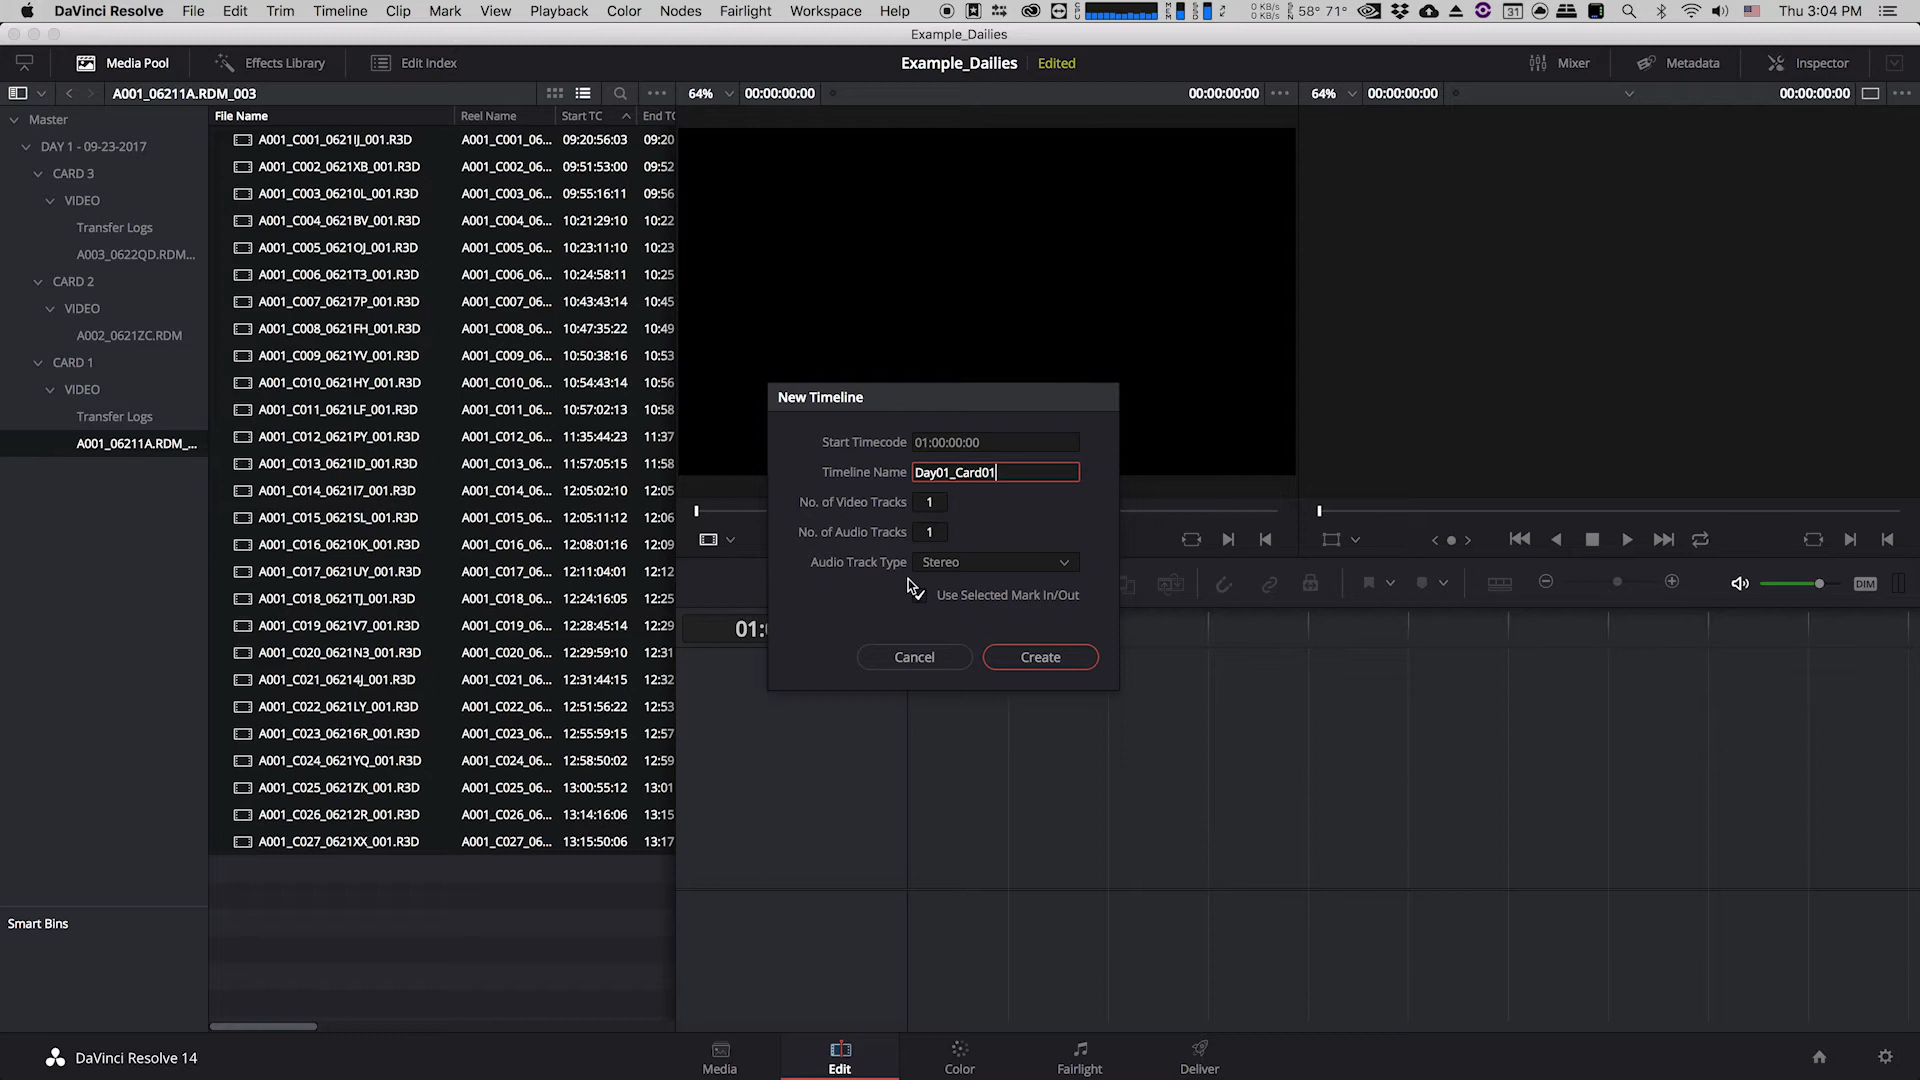 DaVinci Resolve File Edit Trim Timeline Clip Mark View Playback Color Nodes Fairlight Workspace Help 0 KB/s 0 KB/s 58° 71° 31 Thu 3:04 PM
Example_Dailies
Media Pool Effects Library Edit Index Example_Dailies Edited Mixer Metadata Inspector
A001_06211A.RDM_003 64% 00:00:00:00 00:00:00:00 64% 00:00:00:00 00:00:00:00
File Name Reel Name Start TC End TC
Master
DAY 1 - 09-23-2017
CARD 3
VIDEO
Transfer Logs
A003_0622QD.RDM...
CARD 2
VIDEO
A002_0621ZC.RDM
CARD 1
VIDEO
Transfer Logs
A001_06211A.RDM_...
Smart Bins
A001_C001_0621IJ_001.R3D A001_C001_06... 09:20:56:03 09:20
A001_C002_0621XB_001.R3D A001_C002_06... 09:51:53:00 09:52
A001_C003_06210L_001.R3D A001_C003_06... 09:55:16:11 09:56
A001_C004_0621BV_001.R3D A001_C004_06... 10:21:29:10 10:22
A001_C005_0621OJ_001.R3D A001_C005_06... 10:23:11:10 10:23
A001_C006_0621T3_001.R3D A001_C006_06... 10:24:58:11 10:25
A001_C007_06217P_001.R3D A001_C007_06... 10:43:43:14 10:45
A001_C008_0621FH_001.R3D A001_C008_06... 10:47:35:22 10:49
A001_C009_0621YV_001.R3D A001_C009_06... 10:50:38:16 10:53
A001_C010_0621HY_001.R3D A001_C010_06... 10:54:43:14 10:56
A001_C011_0621LF_001.R3D A001_C011_06... 10:57:02:13 10:58
A001_C012_0621PY_001.R3D A001_C012_06... 11:35:44:23 11:37
A001_C013_0621ID_001.R3D A001_C013_06... 11:57:05:15 11:58
A001_C014_0621I7_001.R3D A001_C014_06... 12:05:02:10 12:05
A001_C015_0621SL_001.R3D A001_C015_06... 12:05:11:12 12:06
A001_C016_06210K_001.R3D A001_C016_06... 12:08:01:16 12:09
A001_C017_0621UY_001.R3D A001_C017_06... 12:11:04:01 12:12
A001_C018_0621TJ_001.R3D A001_C018_06... 12:24:16:05 12:25
A001_C019_0621V7_001.R3D A001_C019_06... 12:28:45:14 12:29
A001_C020_0621N3_001.R3D A001_C020_06... 12:29:59:10 12:31
A001_C021_06214J_001.R3D A001_C021_06... 12:31:44:15 12:32
A001_C022_0621LY_001.R3D A001_C022_06... 12:51:56:22 12:53
A001_C023_06216R_001.R3D A001_C023_06... 12:55:59:15 12:57
A001_C024_0621YQ_001.R3D A001_C024_06... 12:58:50:02 12:59
A001_C025_0621ZK_001.R3D A001_C025_06... 13:00:55:12 13:01
A001_C026_06212R_001.R3D A001_C026_06... 13:14:16:06 13:15
A001_C027_0621XX_001.R3D A001_C027_06... 13:15:50:06 13:17
New Timeline
Start Timecode 01:00:00:00
Timeline Name Day01_Card01
No. of Video Tracks 1
No. of Audio Tracks 1
Audio Track Type Stereo
Use Selected Mark In/Out
Cancel Create
DIM
01:
DaVinci Resolve 14 Media Edit Color Fairlight Deliver